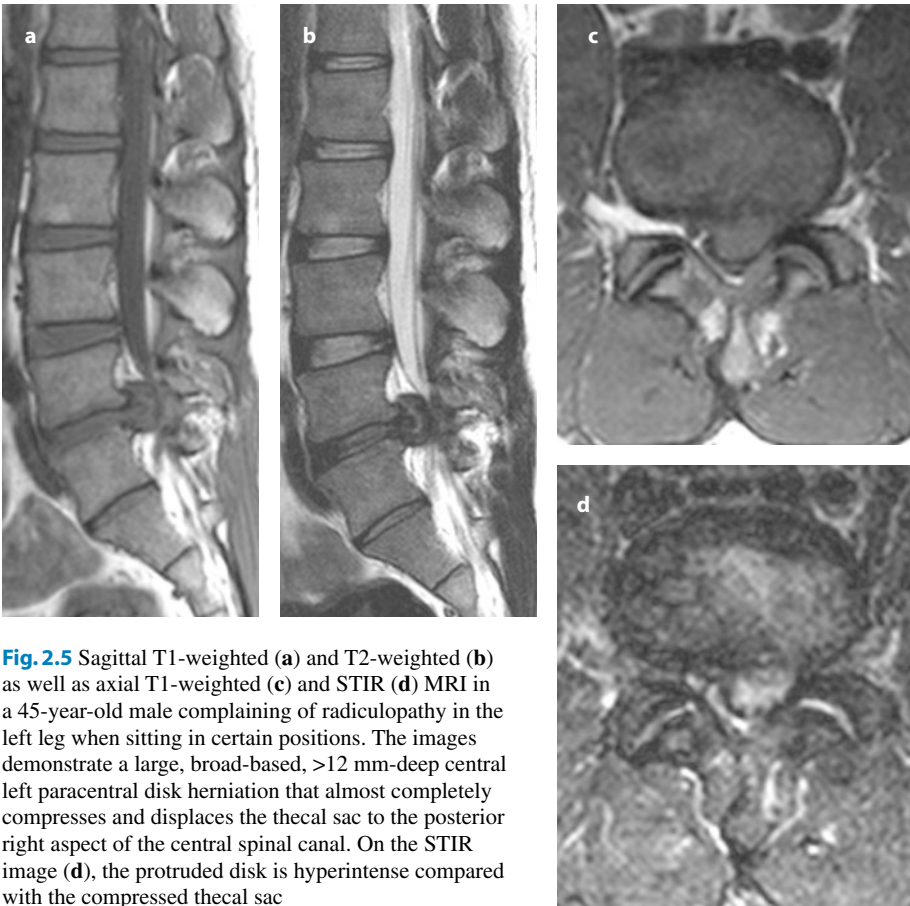 a
b
c
d
Fig. 2.5 Sagittal T1-weighted (a) and T2-weighted (b)
as well as axial T1-weighted (c) and STIR (d) MRI in
a 45-year-old male complaining of radiculopathy in the
left leg when sitting in certain positions. The images
demonstrate a large, broad-based, >12 mm-deep central
left paracentral disk herniation that almost completely
compresses and displaces the thecal sac to the posterior
right aspect of the central spinal canal. On the STIR
image (d), the protruded disk is hyperintense compared
with the compressed thecal sac